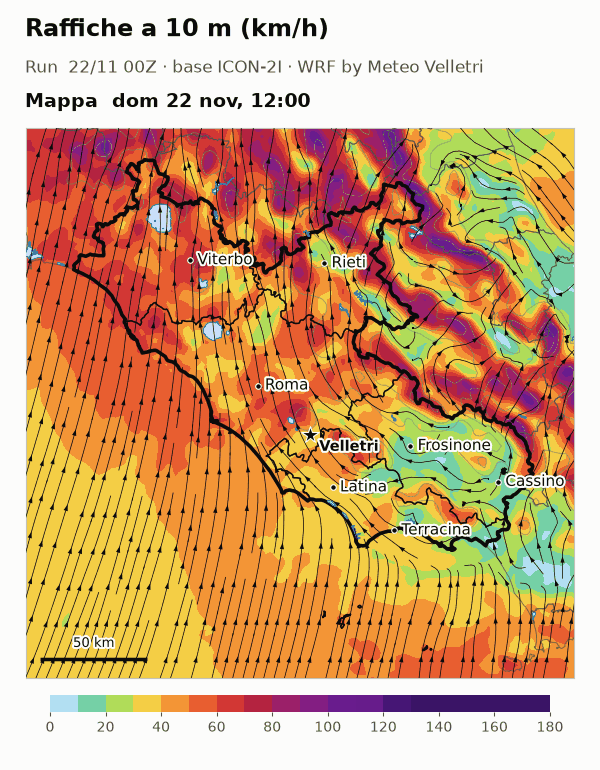 Raffiche a 10 m (km/h)
Run  22/11 00Z · base ICON-2I · WRF by Meteo Velletri
Mappa  dom 22 nov, 12:00
Viterbo
Rieti
Roma
Velletri
Frosinone
Latina
Cassino
Terracina
50 km
0 20 40 60 80 100 120 140 160 180